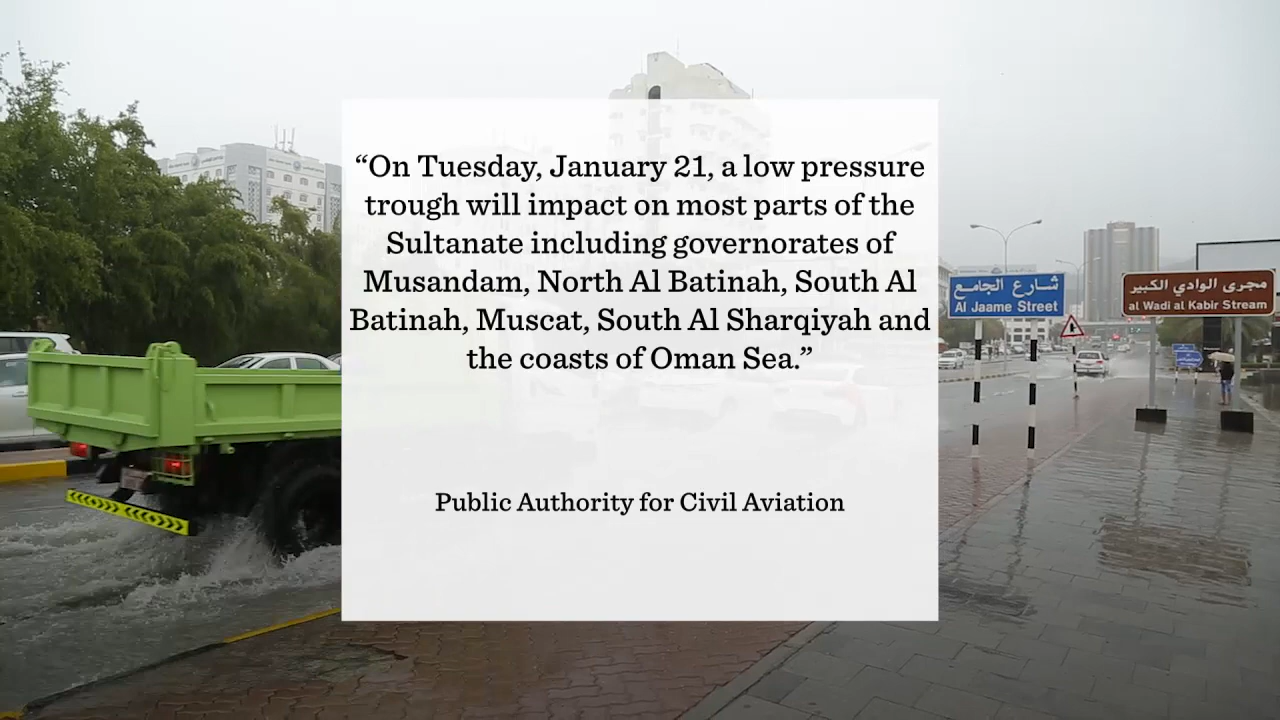 “On Tuesday, January 21, a low pressure
trough will impact on most parts of the
Sultanate including governorates of
Musandam, North Al Batinah, South Al
Batinah, Muscat, South Al Sharqiyah and
the coasts of Oman Sea.”
Public Authority for Civil Aviation
شارع الجامع
Al Jaame Street
مجرى الوادي الكبير
al Wadi al Kabir Stream